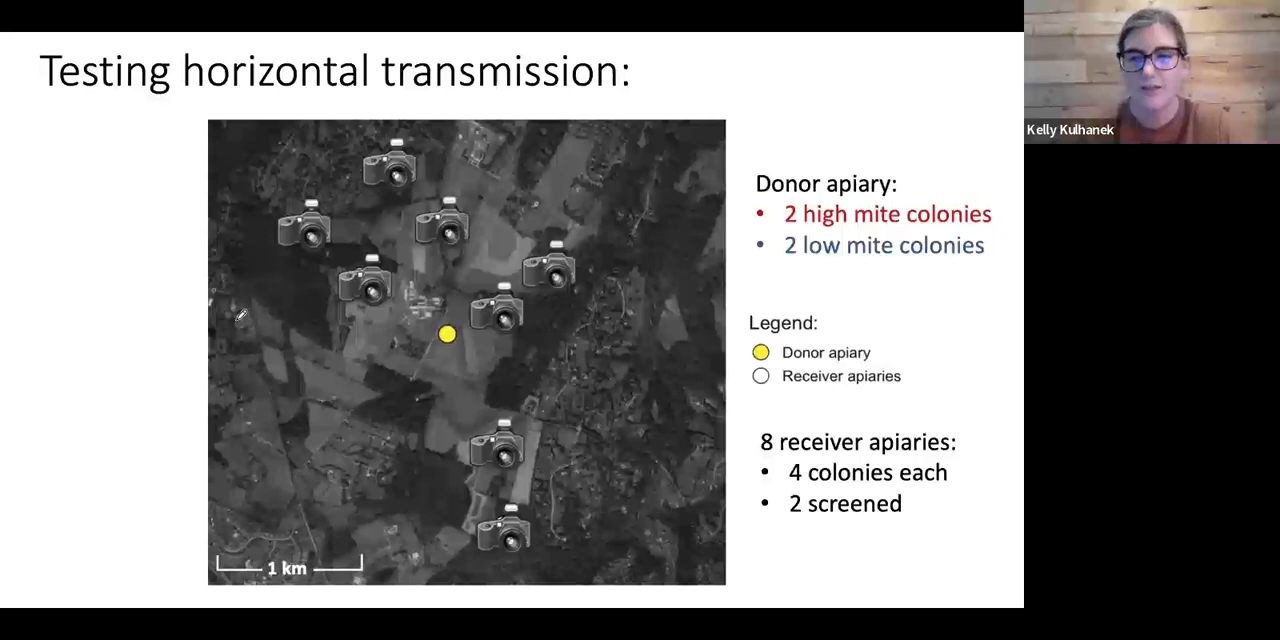 Testing horizontal transmission:
Kelly Kulhanek
Donor apiary:
• 2 high mite colonies
• 2 low mite colonies
Legend:
Donor apiary
Receiver apiaries
8 receiver apiaries:
• 4 colonies each
• 2 screened
1 km